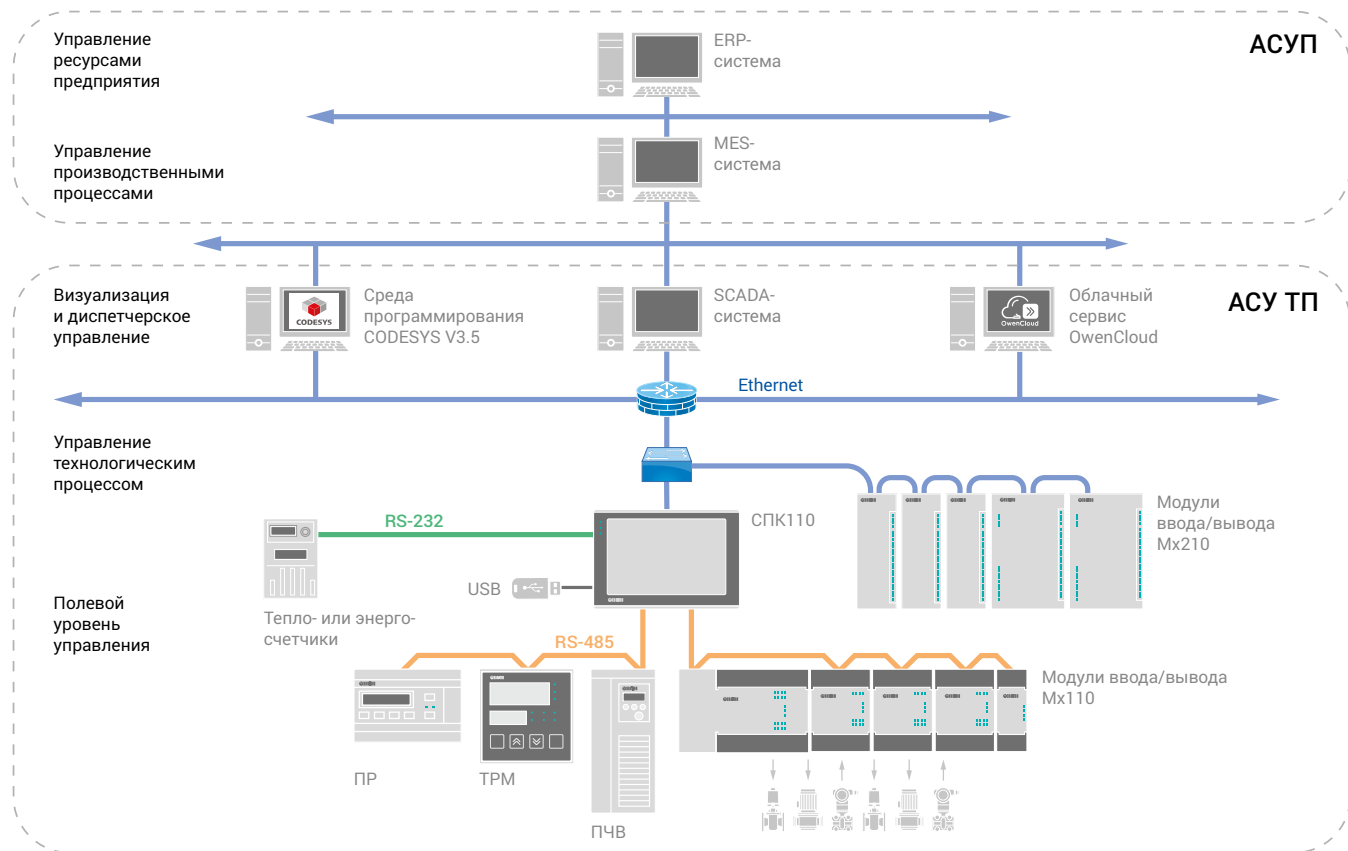 Управление
ресурсами
предприятия
ERP-
система
АСУП
Управление
производственными
процессами
MES-
система
Визуализация
и диспетчерское
управление
CODESYS
Среда
программирования
CODESYS V3.5
SCADA-
система
OwenCloud
Облачный
сервис
OwenCloud
АСУ ТП
Ethernet
Управление
технологическим
процессом
RS-232
СПК110
Модули
ввода/вывода
Мх210
USB
Тепло- или энерго-
счетчики
Полевой
уровень
управления
RS-485
Модули ввода/вывода
Мх110
ПР
ТРМ
ПЧВ